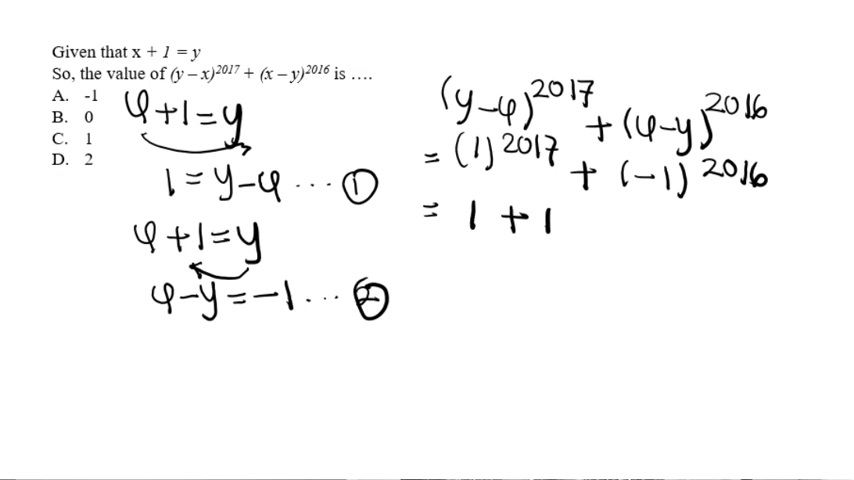 Given that x + 1 = y
So, the value of (y – x)^2017 + (x – y)^2016 is ….
A. -1
B. 0
C. 1
D. 2
φ+1=y
1=y-φ ... ①
φ+1=y
φ-y=-1 ... ②
(y-φ)^2017 + (φ-y)^2016
= (1)^2017 + (-1)^2016
= 1 + 1